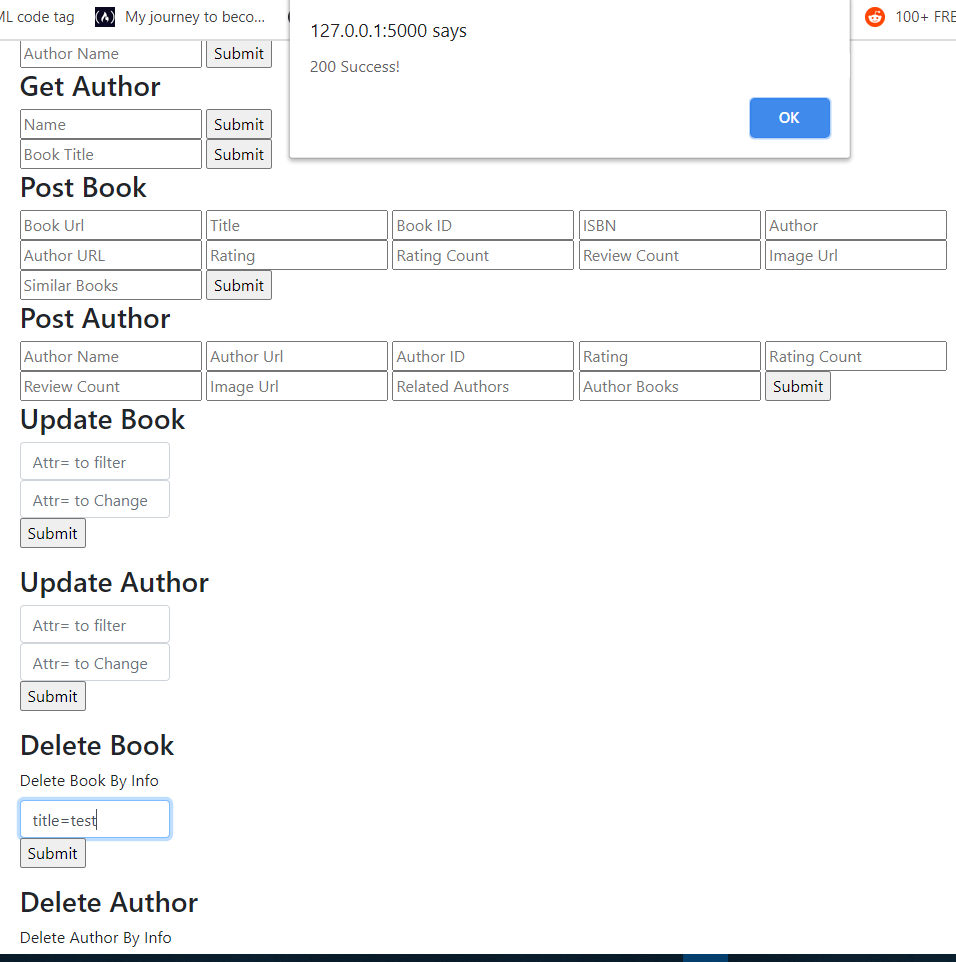 ML code tag
My journey to beco...
100+ FRE
127.0.0.1:5000 says
200 Success!
OK
Author Name Submit
Get Author
Name Submit
Book Title Submit
Post Book
Book Url Title Book ID ISBN Author
Author URL Rating Rating Count Review Count Image Url
Similar Books Submit
Post Author
Author Name Author Url Author ID Rating Rating Count
Review Count Image Url Related Authors Author Books Submit
Update Book
Attr= to filter
Attr= to Change
Submit
Update Author
Attr= to filter
Attr= to Change
Submit
Delete Book
Delete Book By Info
title=test
Submit
Delete Author
Delete Author By Info